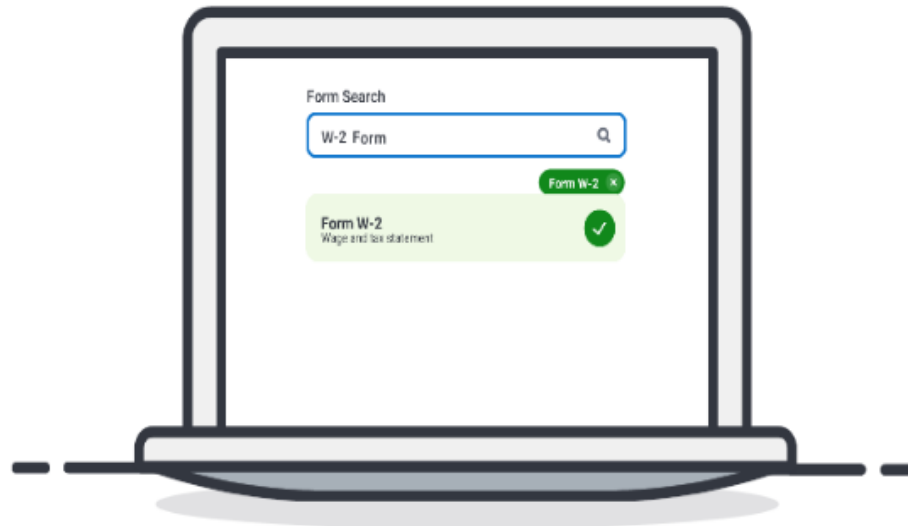 Form Search
W-2 Form
Form W-2 ×
Form W-2
Wage and tax statement